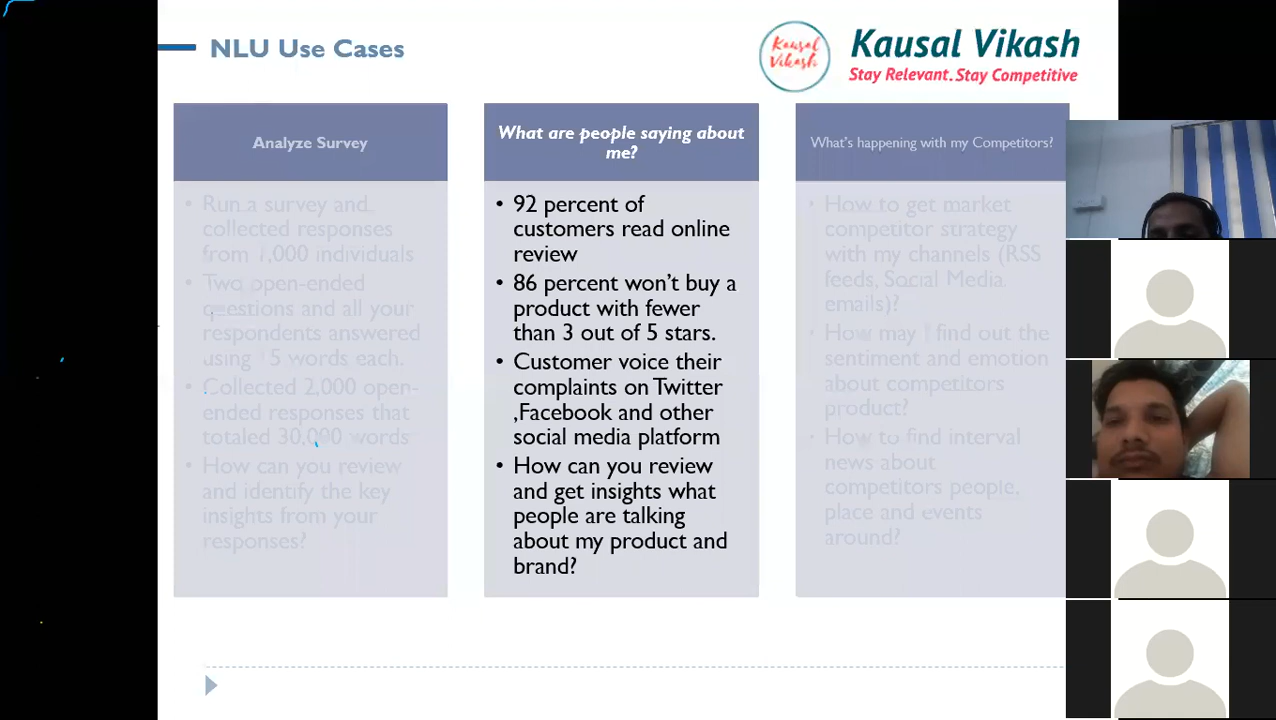 NLU Use Cases
Kausal
Vikash
Kausal Vikash
Stay Relevant. Stay Competitive
Analyze Survey
Run a survey and
collected responses
from 1,000 individuals
Two open-ended
questions and all your
respondents answered
using 15 words each.
Collected 2,000 open-
ended responses that
totaled 30,000 words
How can you review
and identify the key
insights from your
responses?
What are people saying about
me?
• 92 percent of
customers read online
review
• 86 percent won't buy a
product with fewer
than 3 out of 5 stars.
• Customer voice their
complaints on Twitter
,Facebook and other
social media platform
• How can you review
and get insights what
people are talking
about my product and
brand?
What's happening with my Competitors?
• How to get market
competitor strategy
with my channels (RSS
feeds, Social Media,
emails)?
• How may I find out the
sentiment and emotion
about competitors
product?
• How to find interval
news about
competitors people,
place and events
around?